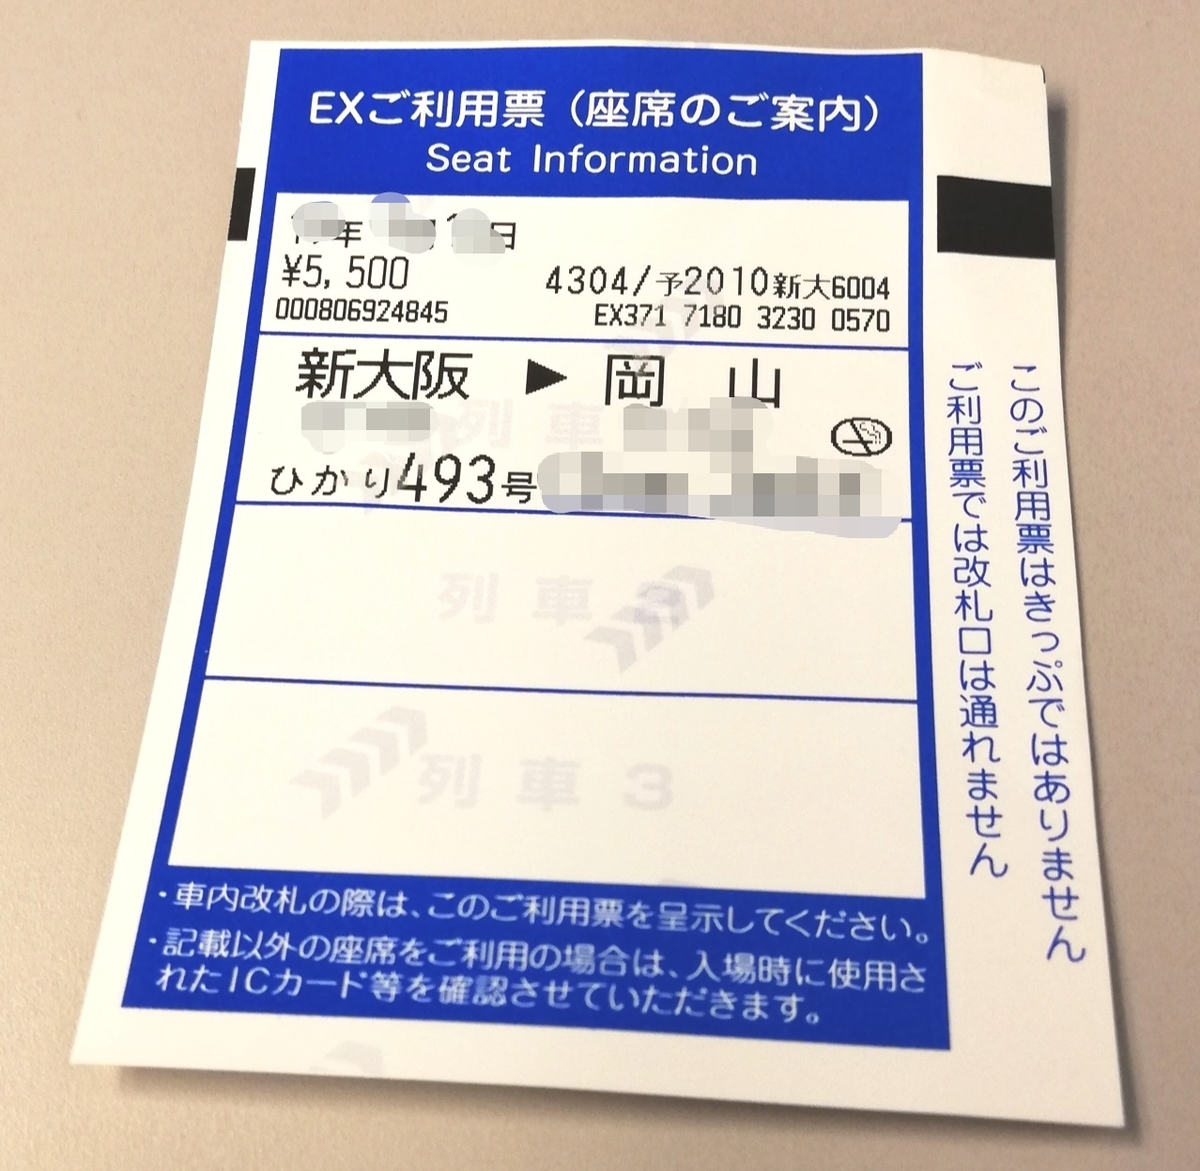 EXご利用票（座席のご案内）
Seat Information
年 日
¥5,500 4304/予2010新大6004
000806924845 EX371 7180 3230 0570
新大阪 ▶ 岡 山
ひかり493号
列車
列車
列車3
・車内改札の際は、このご利用票を呈示してください。
・記載以外の座席をご利用の場合は、入場時に使用さ
れたICカード等を確認させていただきます。
このご利用票はきっぷではありません
ご利用票では改札口は通れません